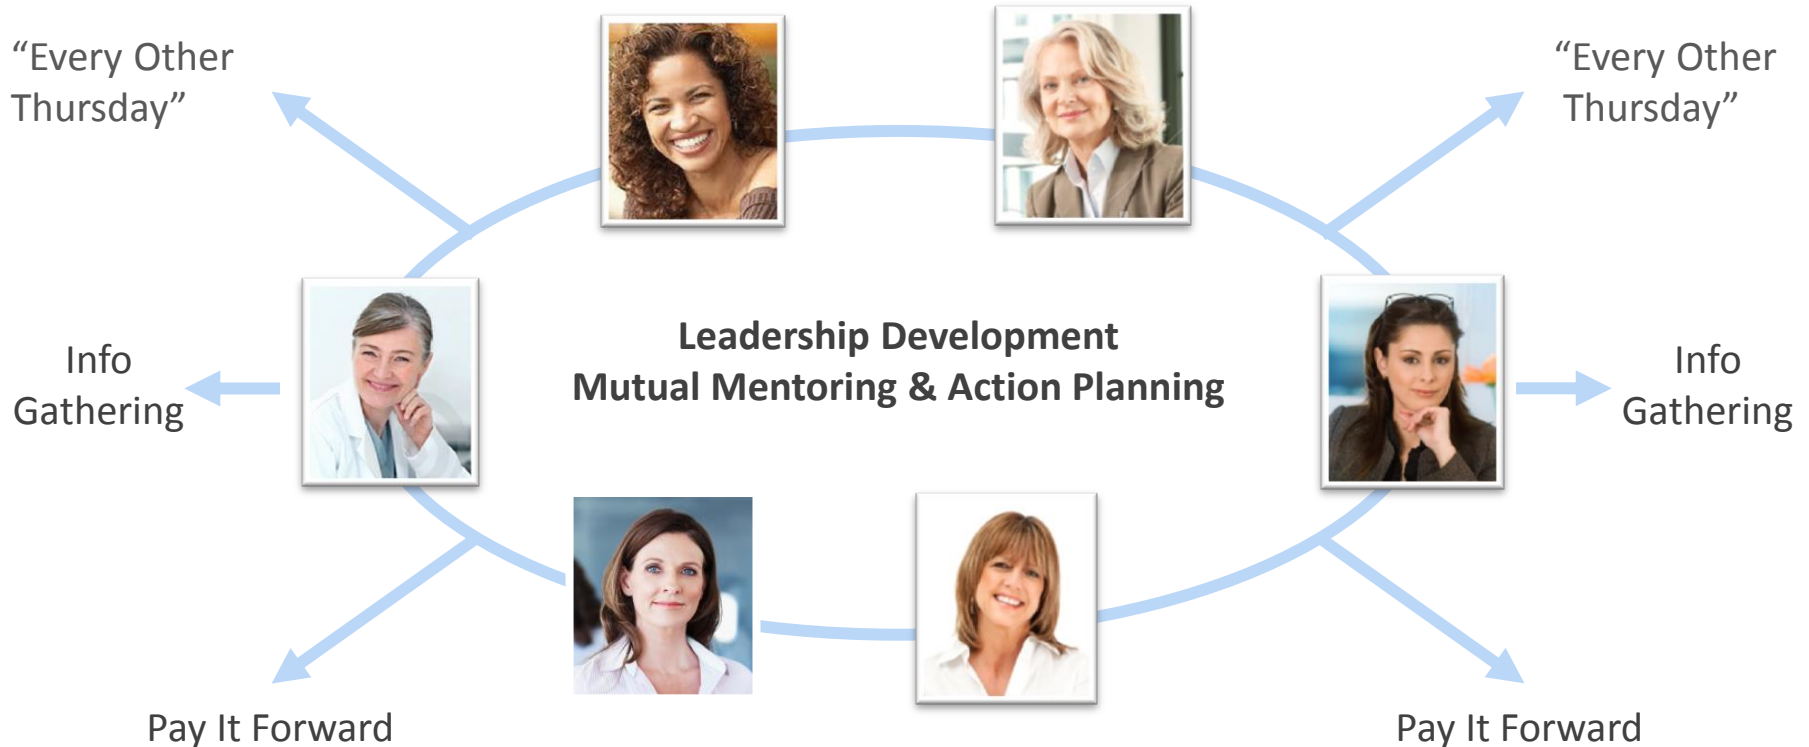 “Every Other
Thursday”
“Every Other
Thursday”
Leadership Development
Mutual Mentoring & Action Planning
Info
Gathering
Info
Gathering
Pay It Forward
Pay It Forward